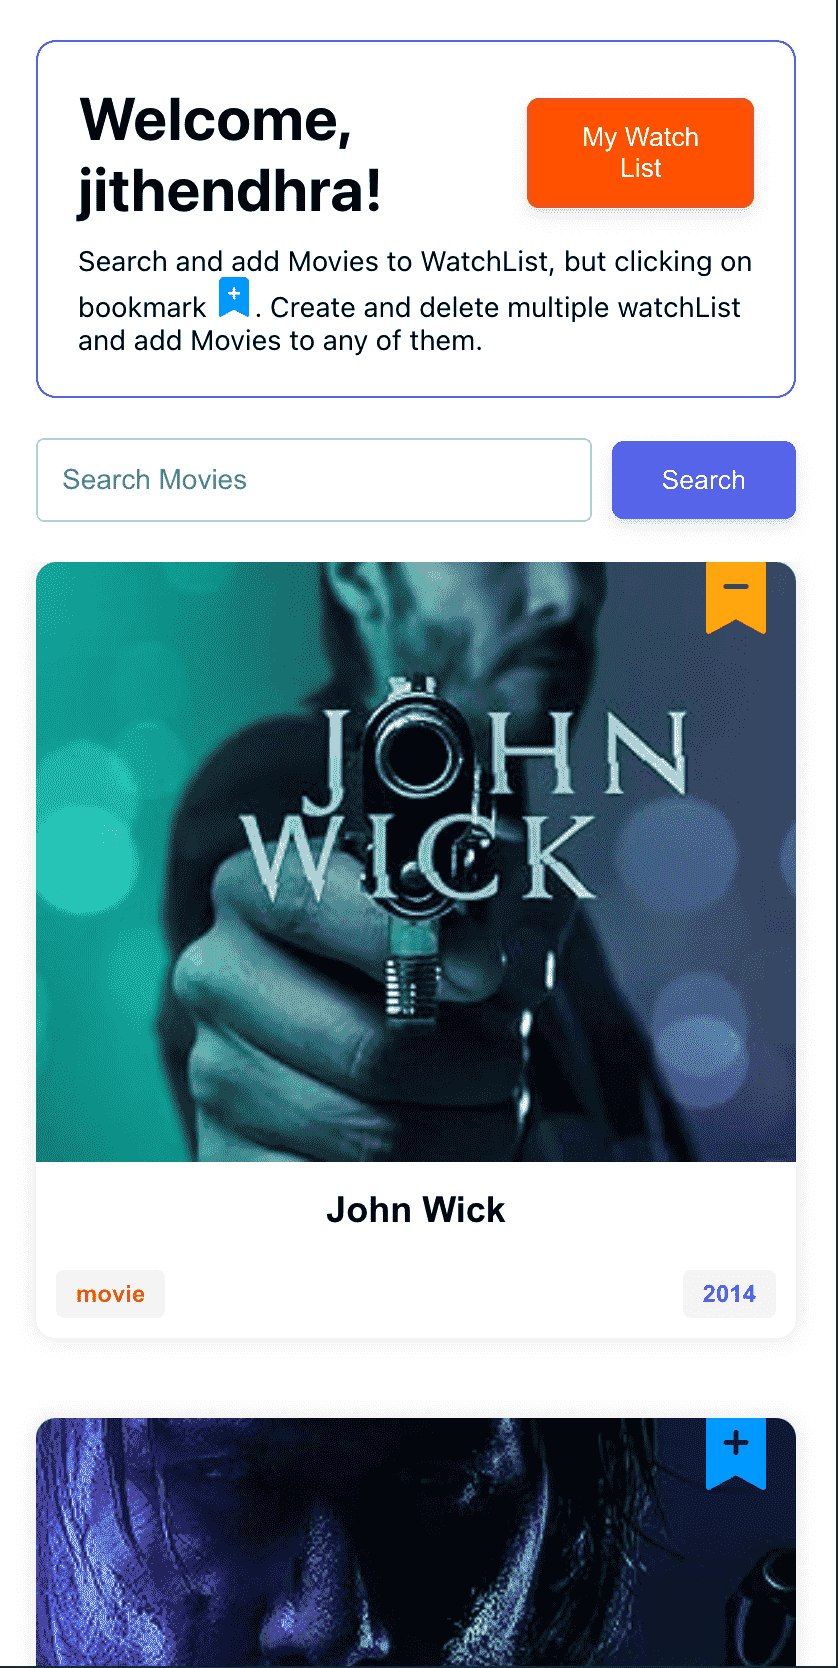 Welcome,
jithendhra!
My Watch
List
Search and add Movies to WatchList, but clicking on
bookmark . Create and delete multiple watchList
and add Movies to any of them.
Search Movies
Search
JOHN
WICK
John Wick
movie
2014